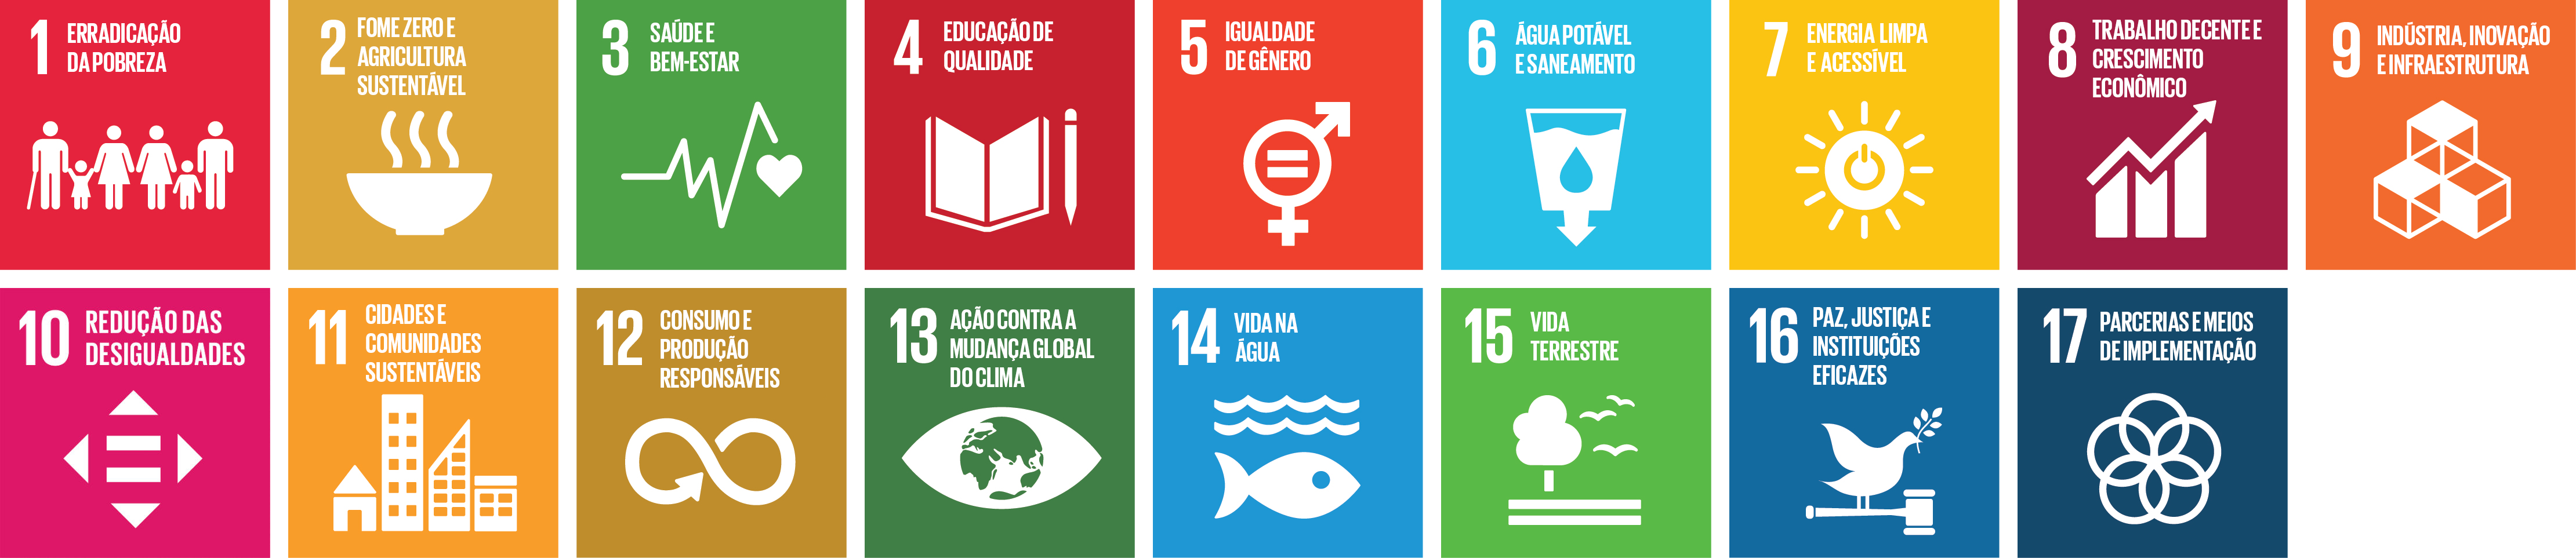 1 ERRADICAÇÃO
DA POBREZA
2 FOME ZERO E
AGRICULTURA
SUSTENTÁVEL
3 SAÚDE E
BEM-ESTAR
4 EDUCAÇÃO DE
QUALIDADE
5 IGUALDADE
DE GÊNERO
6 ÁGUA POTÁVEL
E SANEAMENTO
7 ENERGIA LIMPA
E ACESSÍVEL
8 TRABALHO DECENTE E
CRESCIMENTO
ECONÔMICO
9 INDÚSTRIA, INOVAÇÃO
E INFRAESTRUTURA
10 REDUÇÃO DAS
DESIGUALDADES
11 CIDADES E
COMUNIDADES
SUSTENTÁVEIS
12 CONSUMO E
PRODUÇÃO
RESPONSÁVEIS
13 AÇÃO CONTRA A
MUDANÇA GLOBAL
DO CLIMA
14 VIDA NA
ÁGUA
15 VIDA
TERRESTRE
16 PAZ, JUSTIÇA E
INSTITUIÇÕES
EFICAZES
17 PARCERIAS E MEIOS
DE IMPLEMENTAÇÃO